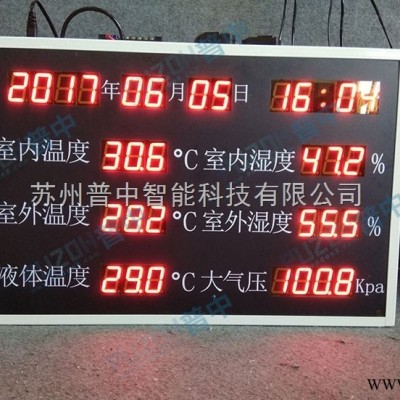 2017年06月05日 16:04
室内温度 30.6 °C 室内湿度 47.2 %
苏州普中智能科技有限公司
室外温度 28.2 °C 室外湿度 55.5 %
液体温度 29.0 °C 大气压 100.8 Kpa
www.